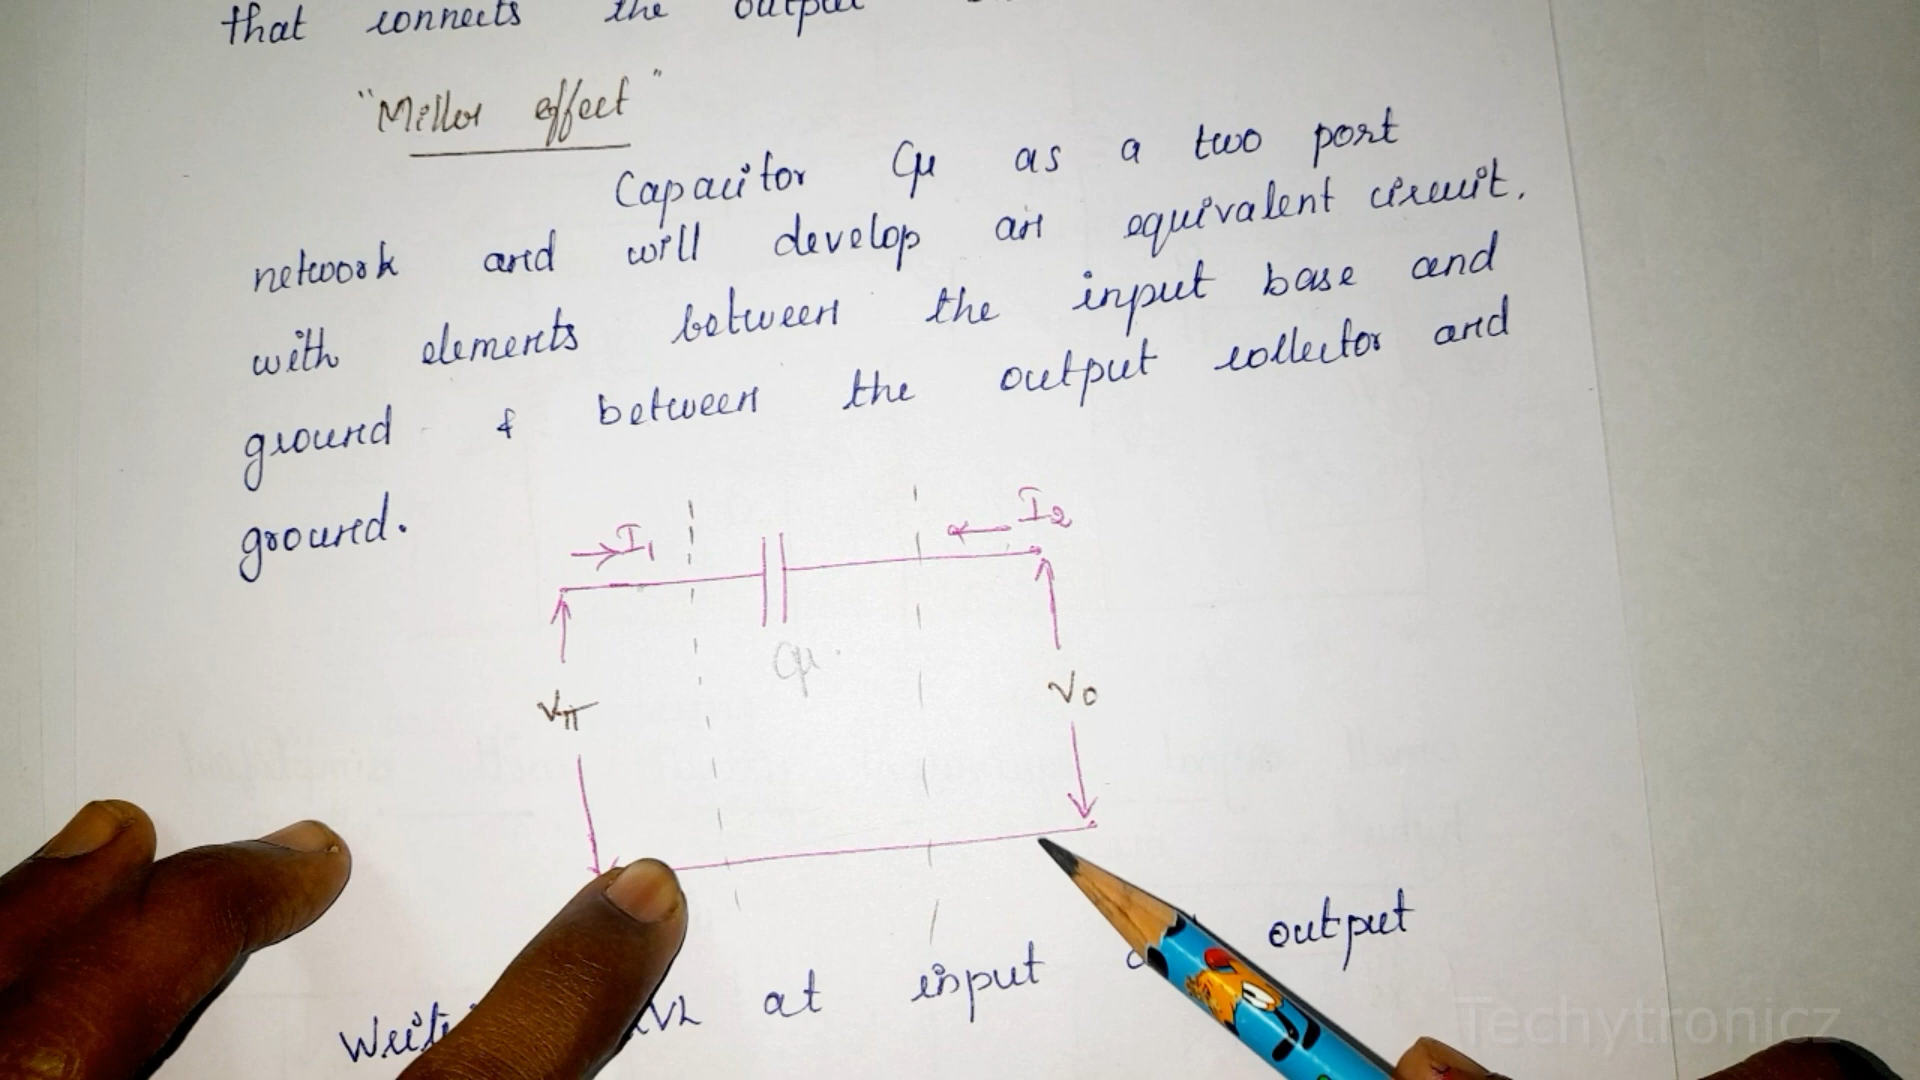 that connects the output
"Miller effect"
Capacitor Cμ as a two port
network and will develop an equivalent circuit.
with elements between the input base and
ground & between the output collector and
ground.
I1 I2
Cμ
Vπ Vo
KVL at input output
Techytronicz